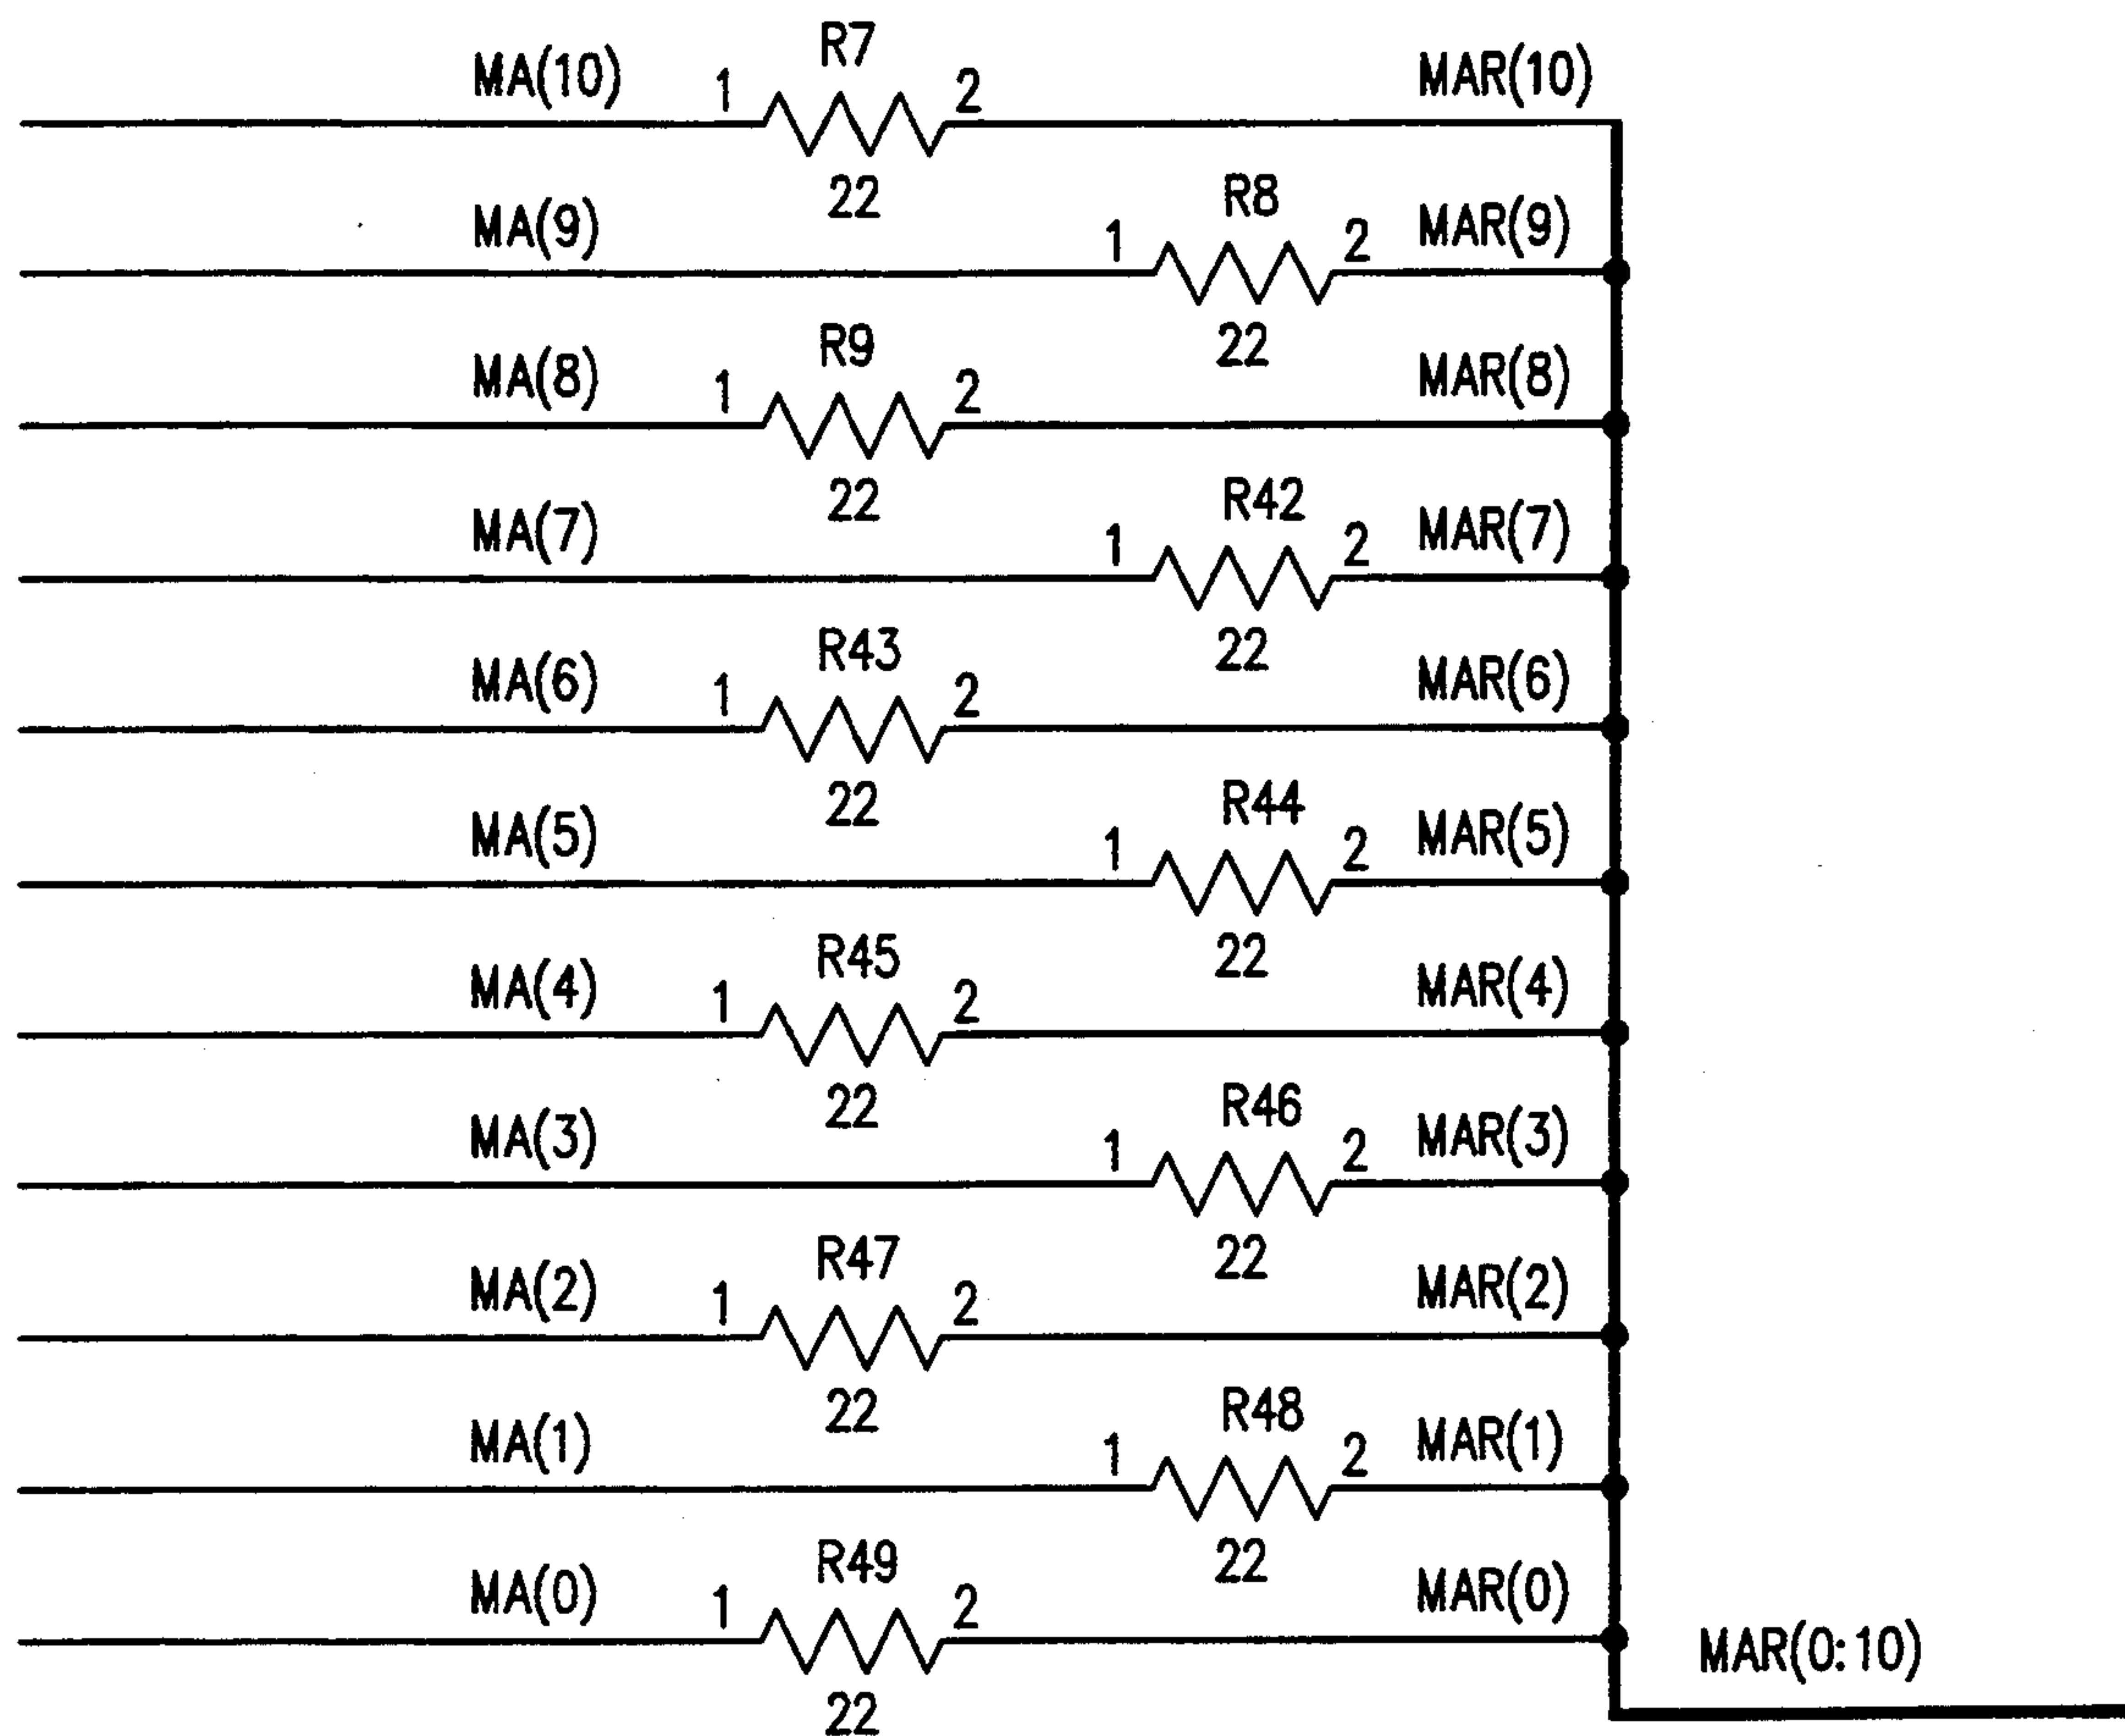 R7
MA(10) 1 2 MAR(10)
22
R8
MA(9) 1 2 MAR(9)
22
R9
MA(8) 1 2 MAR(8)
22
R42
MA(7) 1 2 MAR(7)
22
R43
MA(6) 1 2 MAR(6)
22
R44
MA(5) 1 2 MAR(5)
22
R45
MA(4) 1 2 MAR(4)
22
R46
MA(3) 1 2 MAR(3)
22
R47
MA(2) 1 2 MAR(2)
22
R48
MA(1) 1 2 MAR(1)
22
R49
MA(0) 1 2 MAR(0)
22
MAR(0:10)